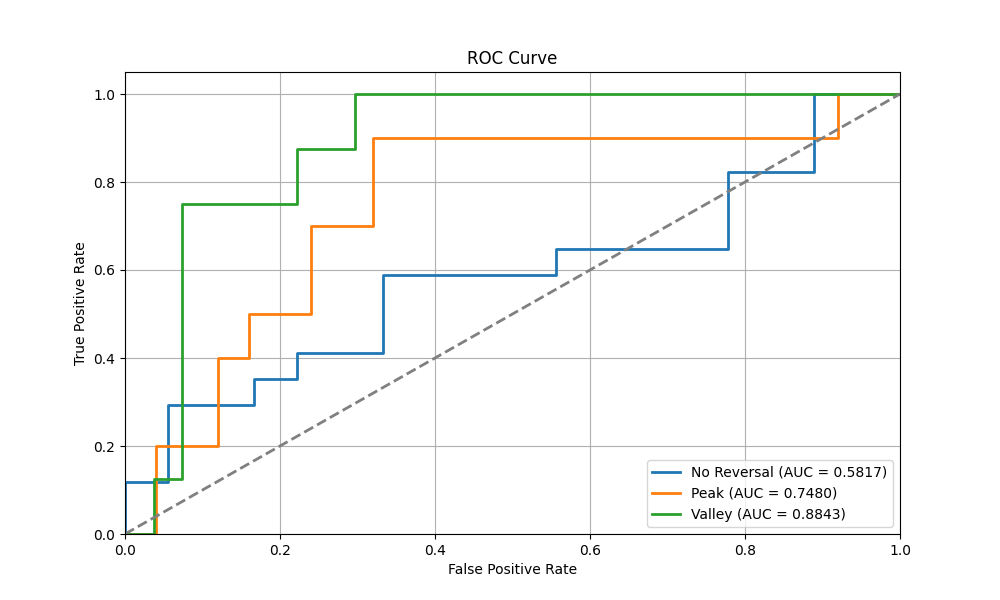 ROC Curve
True Positive Rate
1.0
0.8
0.6
0.4
0.2
0.0
No Reversal (AUC = 0.5817)
Peak (AUC = 0.7480)
Valley (AUC = 0.8843)
0.0 0.2 0.4 0.6 0.8 1.0
False Positive Rate